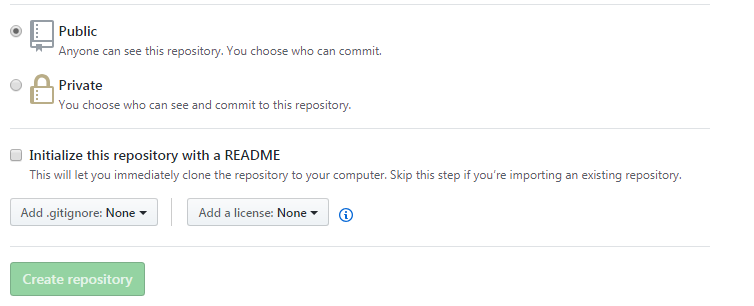 Public
Anyone can see this repository. You choose who can commit.
Private
You choose who can see and commit to this repository.
Initialize this repository with a README
This will let you immediately clone the repository to your computer. Skip this step if you're importing an existing repository.
Add .gitignore: None
Add a license: None
Create repository